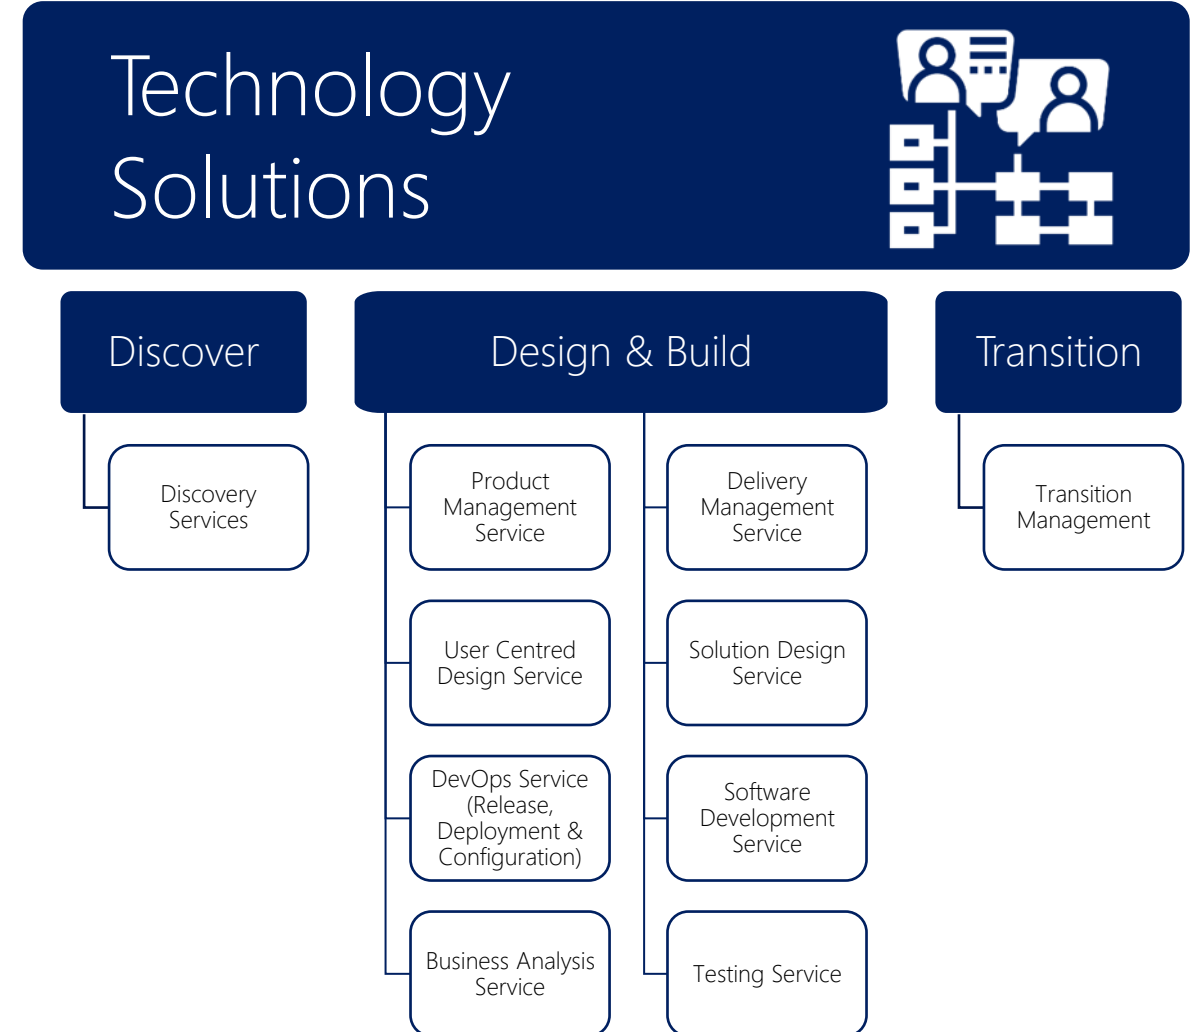 Technology
Solutions
Discover
Design & Build
Transition
Discovery
Services
Product
Management
Service
Delivery
Management
Service
Transition
Management
User Centred
Design Service
Solution Design
Service
DevOps Service
(Release,
Deployment &
Configuration)
Software
Development
Service
Business Analysis
Service
Testing Service